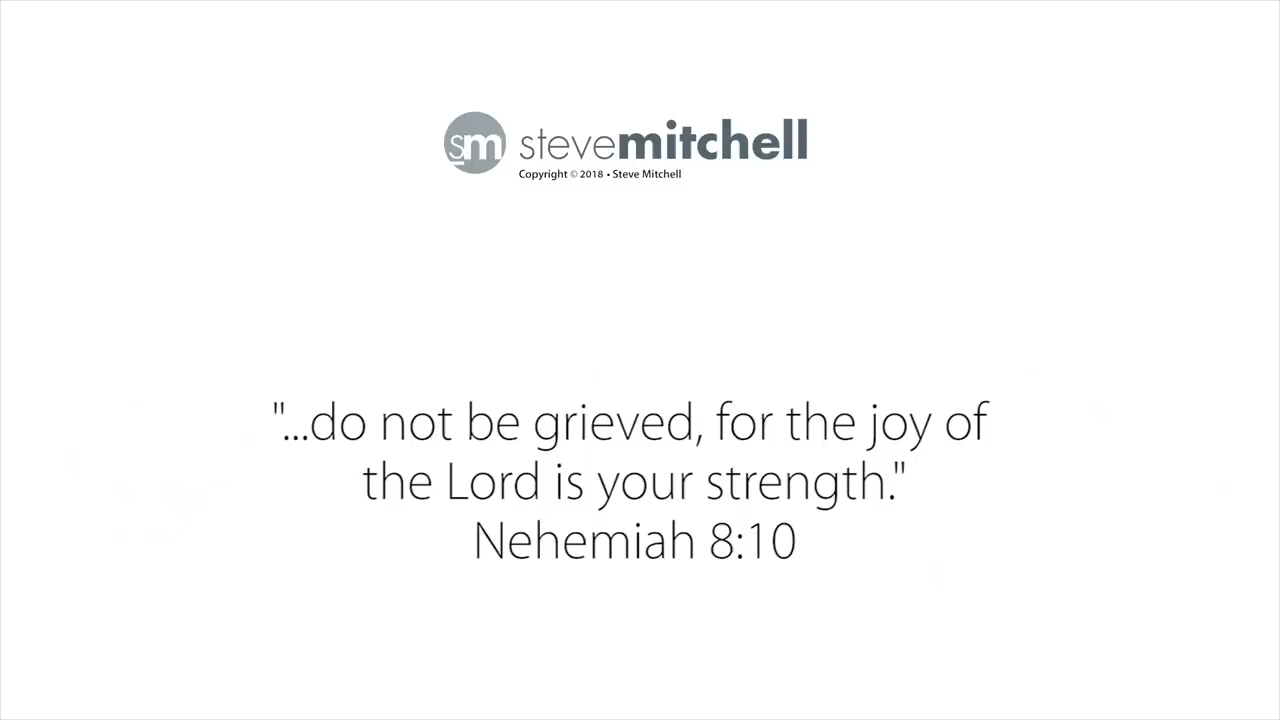 sm stevemitchell
Copyright © 2018 • Steve Mitchell
"...do not be grieved, for the joy of
the Lord is your strength."
Nehemiah 8:10